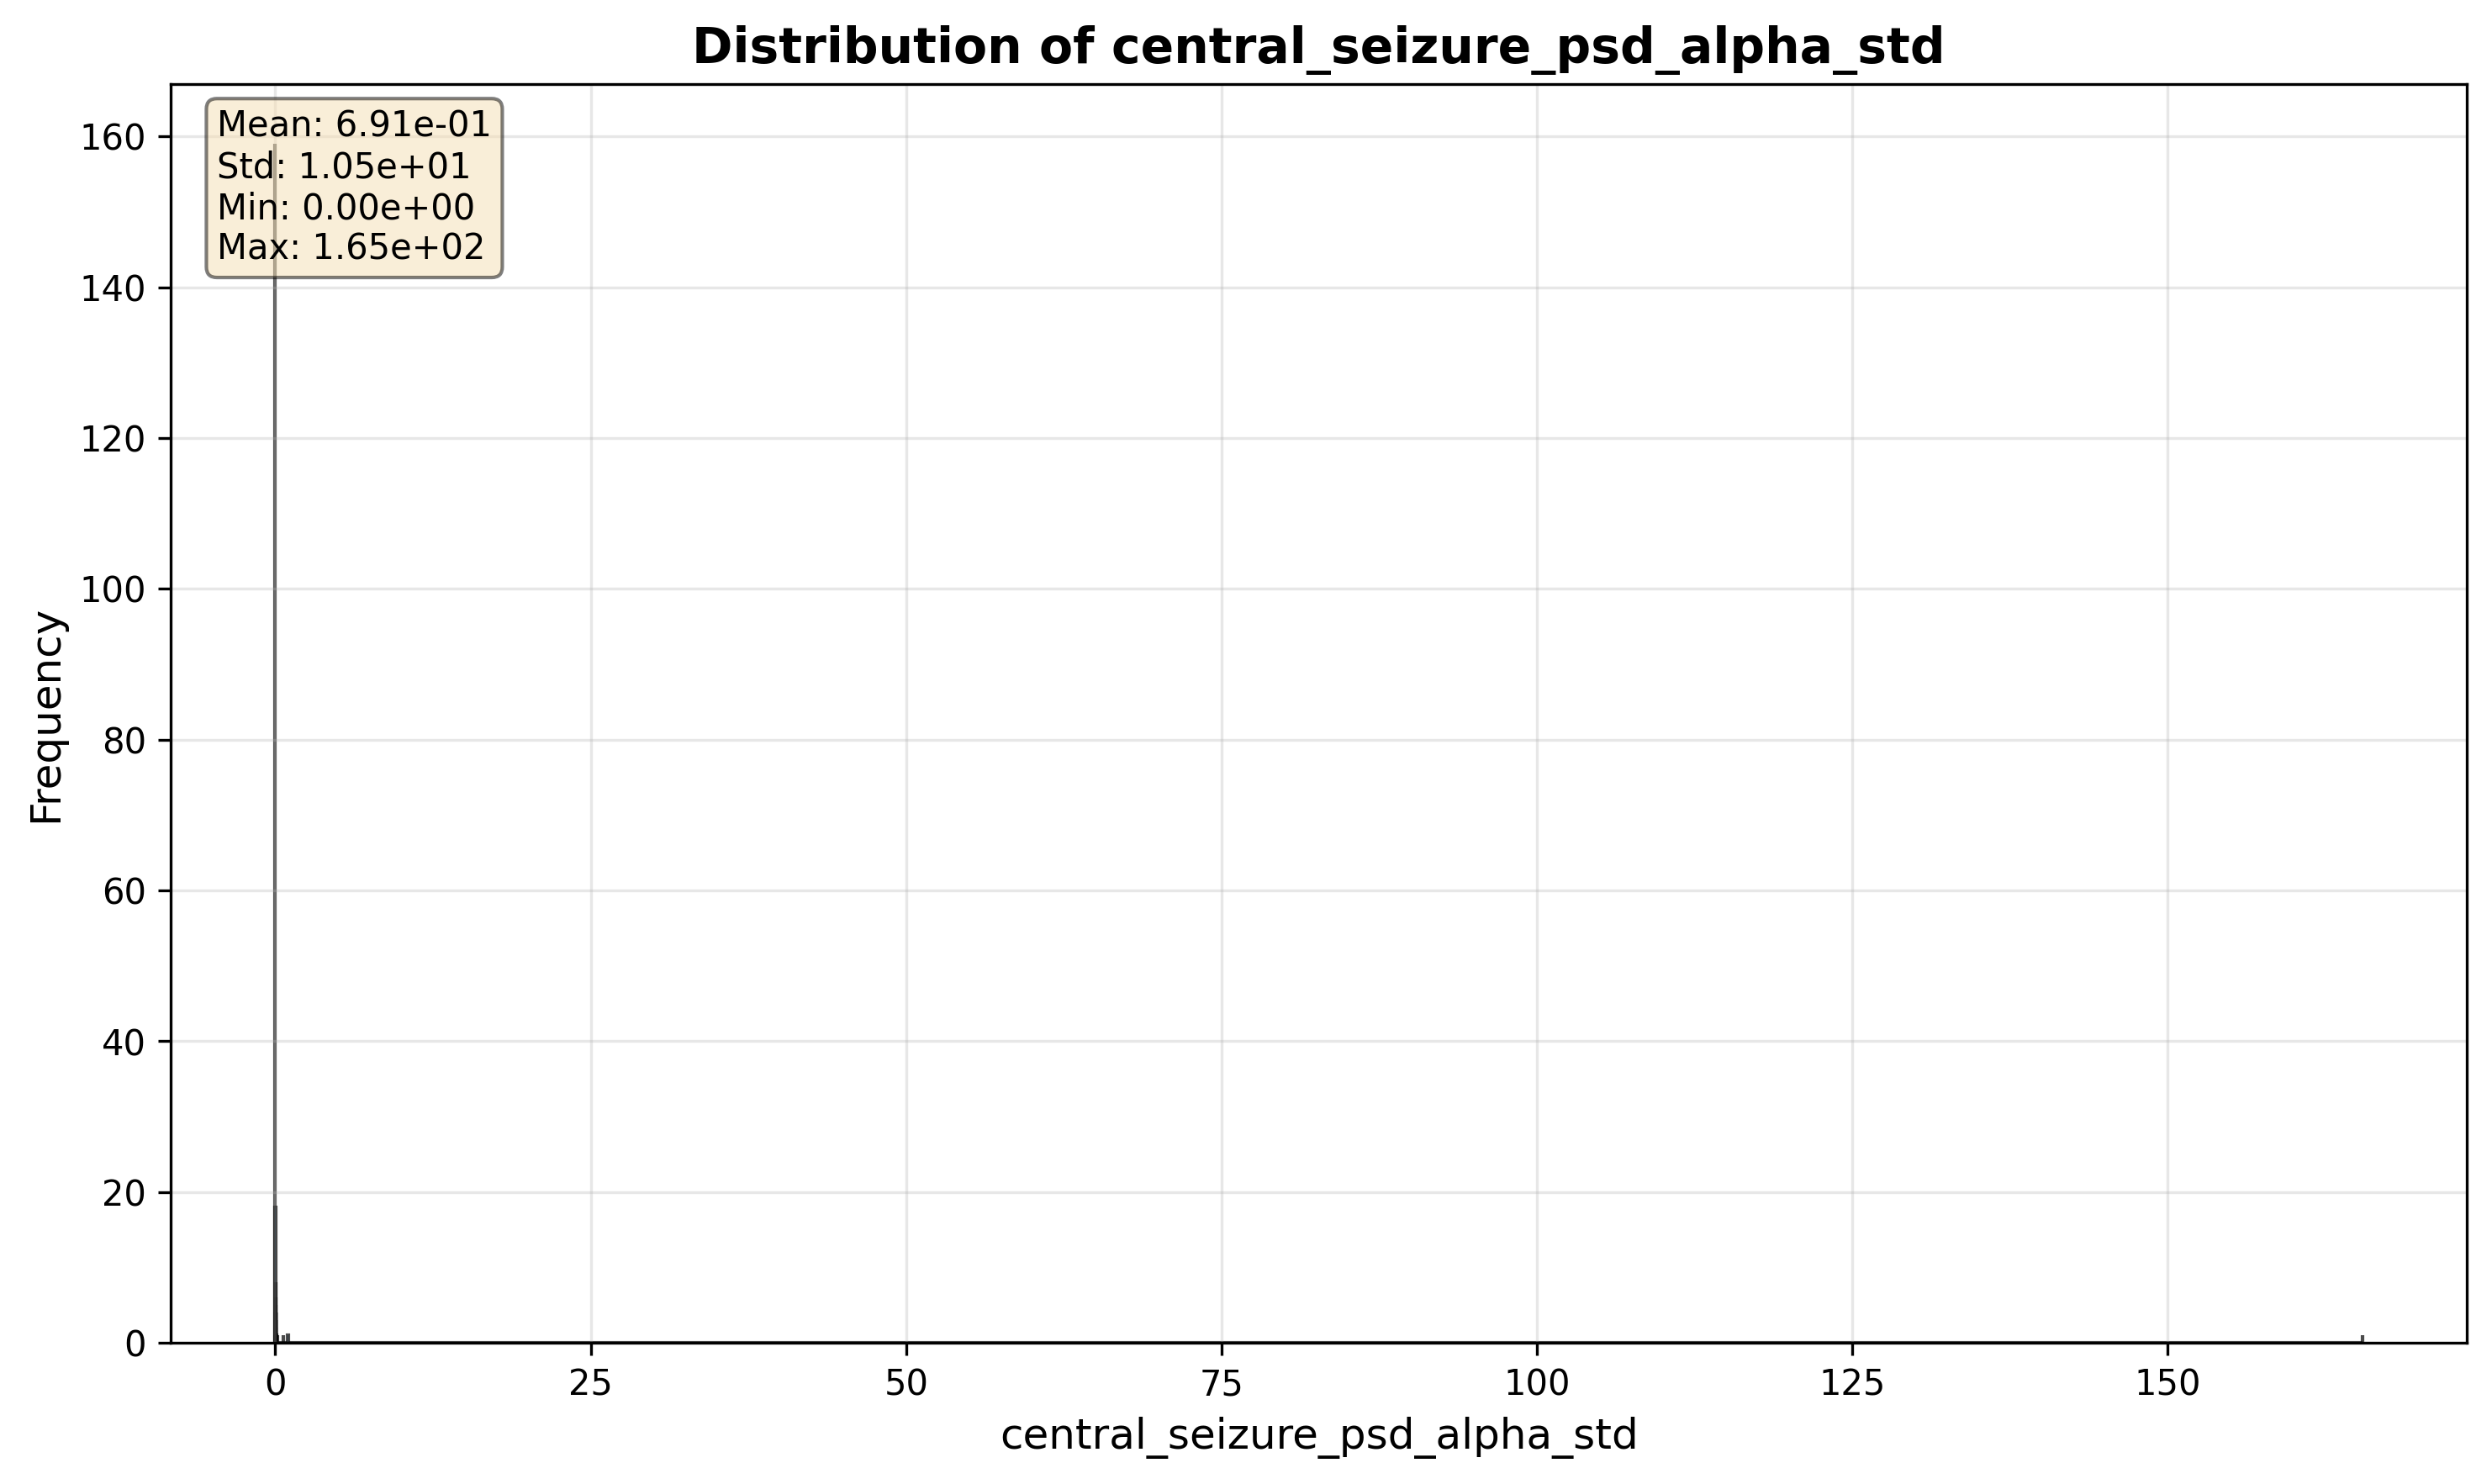 Distribution of central_seizure_psd_alpha_std
Mean: 6.91e-01
Std: 1.05e+01
Min: 0.00e+00
Max: 1.65e+02
160
140
120
100
80
60
40
20
0
Frequency
0 25 50 75 100 125 150
central_seizure_psd_alpha_std